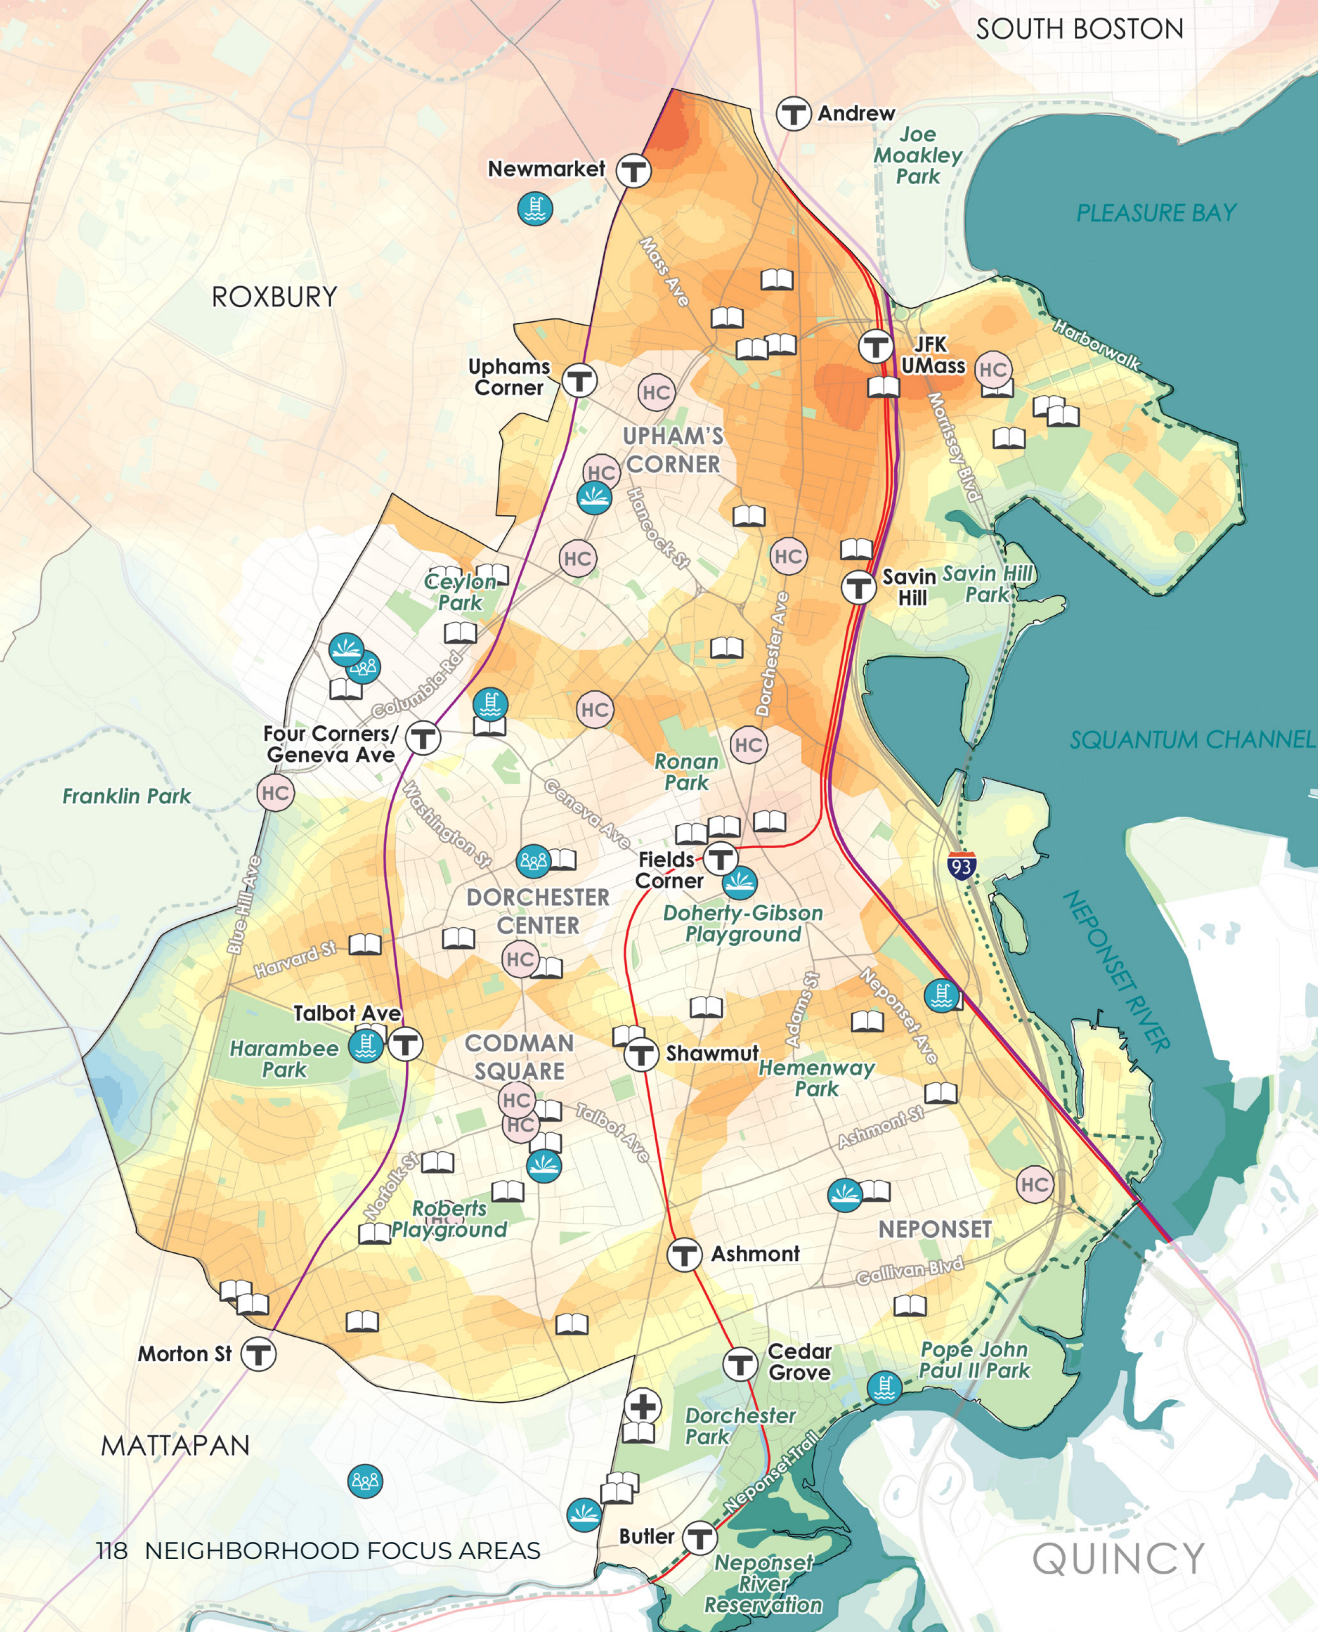 SOUTH BOSTON
T Andrew
Joe
Moakley
Park
Newmarket T
PLEASURE BAY
Mass Ave
ROXBURY
Harborwalk
T JFK
UMass
HC
Uphams
Corner T
HC
Morrissey Blvd
UPHAM'S
CORNER
HC
Hancock St
HC
HC
Ceylon
Park
T Savin
Hill
Savin Hill
Park
Dorchester Ave
Columbia Rd
HC
Four Corners/
Geneva Ave T
HC
SQUANTUM CHANNEL
Ronan
Park
Franklin Park
HC
Washington St
Geneva Ave
Fields
Corner T
93
Blue Hill Ave
DORCHESTER
CENTER
Doherty-Gibson
Playground
NEPONSET RIVER
Harvard St
HC
Adams St
Neponset Ave
Talbot Ave
T
Harambee
Park
CODMAN
SQUARE
T Shawmut
Hemenway
Park
HC
HC
Talbot Ave
Ashmont St
Norfolk St
HC
Roberts
Playground
HC
NEPONSET
T Ashmont
Gallivan Blvd
Morton St T
T Cedar
Grove
Pope John
Paul II Park
Dorchester
Park
MATTAPAN
Neponset Trail
Butler T
118 NEIGHBORHOOD FOCUS AREAS
QUINCY
Neponset
River
Reservation